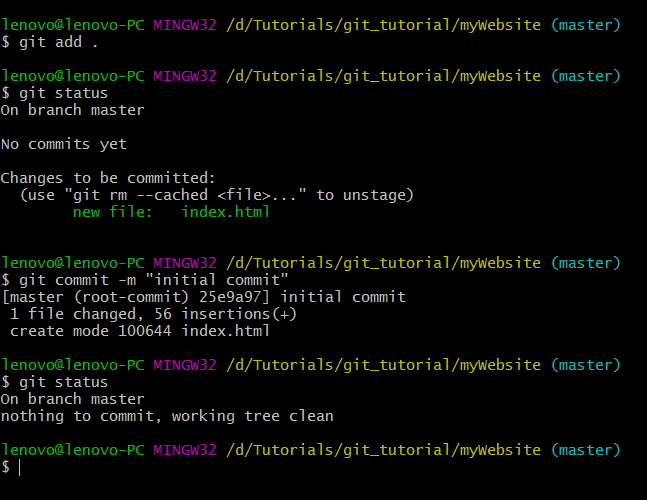 lenovo@lenovo-PC MINGW32 /d/Tutorials/git_tutorial/myWebsite (master)
$ git add .
lenovo@lenovo-PC MINGW32 /d/Tutorials/git_tutorial/myWebsite (master)
$ git status
On branch master
No commits yet
Changes to be committed:
  (use "git rm --cached <file>..." to unstage)
        new file:   index.html
lenovo@lenovo-PC MINGW32 /d/Tutorials/git_tutorial/myWebsite (master)
$ git commit -m "initial commit"
[master (root-commit) 25e9a97] initial commit
 1 file changed, 56 insertions(+)
 create mode 100644 index.html
lenovo@lenovo-PC MINGW32 /d/Tutorials/git_tutorial/myWebsite (master)
$ git status
On branch master
nothing to commit, working tree clean
lenovo@lenovo-PC MINGW32 /d/Tutorials/git_tutorial/myWebsite (master)
$